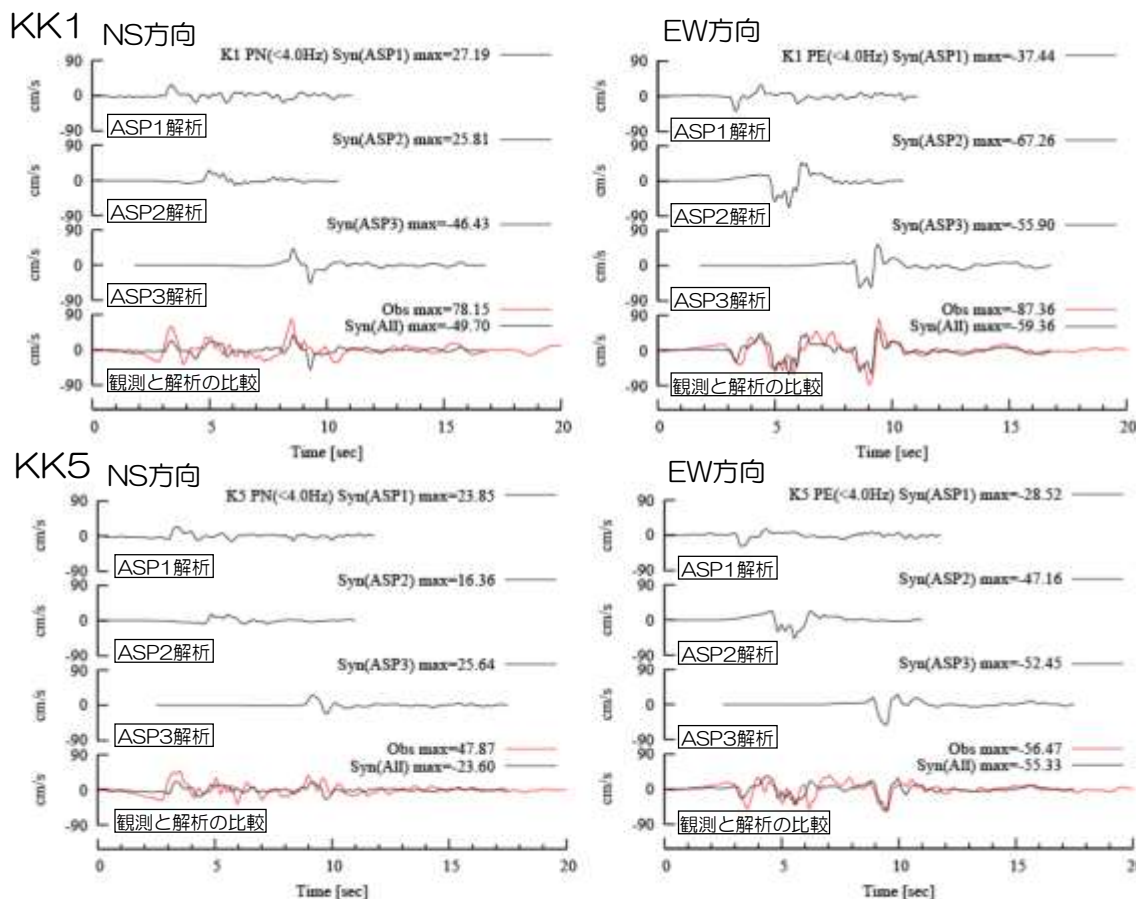 KK1 NS方向
K1 PN(<4.0Hz) Syn(ASP1) max=27.19
90
0
-90
cm/s
ASP1解析
Syn(ASP2) max=25.81
90
0
-90
cm/s
ASP2解析
Syn(ASP3) max=-46.43
90
0
-90
cm/s
ASP3解析
Obs max=78.15
Syn(All) max=-49.70
90
0
-90
cm/s
観測と解析の比較
0 5 10 15 20
Time [sec]
EW方向
K1 PE(<4.0Hz) Syn(ASP1) max=-37.44
90
0
-90
cm/s
ASP1解析
Syn(ASP2) max=-67.26
90
0
-90
cm/s
ASP2解析
Syn(ASP3) max=-55.90
90
0
-90
cm/s
ASP3解析
Obs max=-87.36
Syn(All) max=-59.36
90
0
-90
cm/s
観測と解析の比較
0 5 10 15 20
Time [sec]
KK5 NS方向
K5 PN(<4.0Hz) Syn(ASP1) max=23.85
90
0
-90
cm/s
ASP1解析
Syn(ASP2) max=16.36
90
0
-90
cm/s
ASP2解析
Syn(ASP3) max=25.64
90
0
-90
cm/s
ASP3解析
Obs max=47.87
Syn(All) max=-23.60
90
0
-90
cm/s
観測と解析の比較
0 5 10 15 20
Time [sec]
EW方向
K5 PE(<4.0Hz) Syn(ASP1) max=-28.52
90
0
-90
cm/s
ASP1解析
Syn(ASP2) max=-47.16
90
0
-90
cm/s
ASP2解析
Syn(ASP3) max=-52.45
90
0
-90
cm/s
ASP3解析
Obs max=-56.47
Syn(All) max=-55.33
90
0
-90
cm/s
観測と解析の比較
0 5 10 15 20
Time [sec]